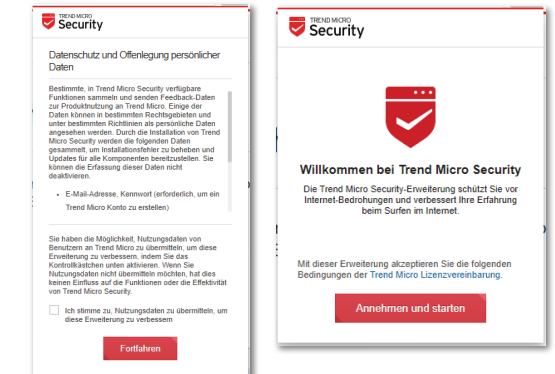 TREND MICRO
Security
Datenschutz und Offenlegung persönlicher
Daten
Bestimmte, in Trend Micro Security verfügbare
Funktionen sammeln und senden Feedback-Daten
zur Produktnutzung an Trend Micro. Einige der
Daten können in bestimmten Rechtsgebieten und
unter bestimmten Richtlinien als persönliche Daten
angesehen werden. Durch die Installation von Trend
Micro Security werden die folgenden Daten
gesammelt, um Installationsfehler zu beheben und
Updates für alle Komponenten bereitzustellen. Sie
können die Erfassung dieser Daten nicht
deaktivieren.
• E-Mail-Adresse, Kennwort (erforderlich, um ein
Trend Micro Konto zu erstellen)
Sie haben die Möglichkeit, Nutzungsdaten von
Benutzern an Trend Micro zu übermitteln, um diese
Erweiterung zu verbessern, indem Sie das
Kontrollkästchen unten aktivieren. Wenn Sie
Nutzungsdaten nicht übermitteln möchten, hat dies
keinen Einfluss auf die Funktionen oder die Effektivität
von Trend Micro Security.
Ich stimme zu, Nutzungsdaten zu übermitteln, um
diese Erweiterung zu verbessern
Fortfahren
TREND MICRO
Security
Willkommen bei Trend Micro Security
Die Trend Micro Security-Erweiterung schützt Sie vor
Internet-Bedrohungen und verbessert Ihre Erfahrung
beim Surfen im Internet.
Mit dieser Erweiterung akzeptieren Sie die folgenden
Bedingungen der Trend Micro Lizenzvereinbarung.
Annehmen und starten